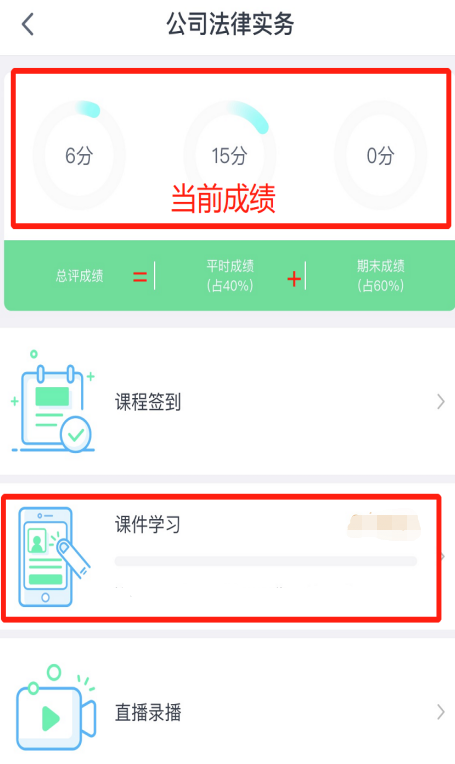 公司法律实务
6分
15分
0分
当前成绩
总评成绩
=
平时成绩
(占40%)
+
期末成绩
(占60%)
课程签到
课件学习
直播录播